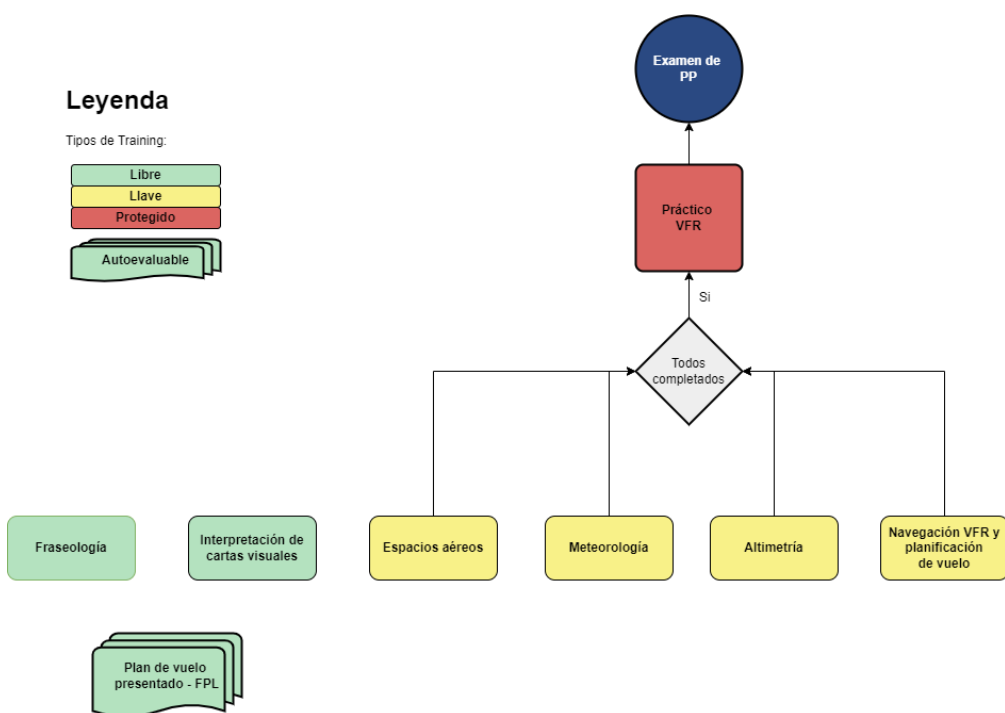 Examen de
PP
Leyenda
Tipos de Training:
Libre
Llave
Protegido
Autoevaluable
Práctico
VFR
Si
Todos
completados
Fraseología
Interpretación de
cartas visuales
Espacios aéreos
Meteorología
Altimetría
Navegación VFR y
planificación
de vuelo
Plan de vuelo
presentado - FPL